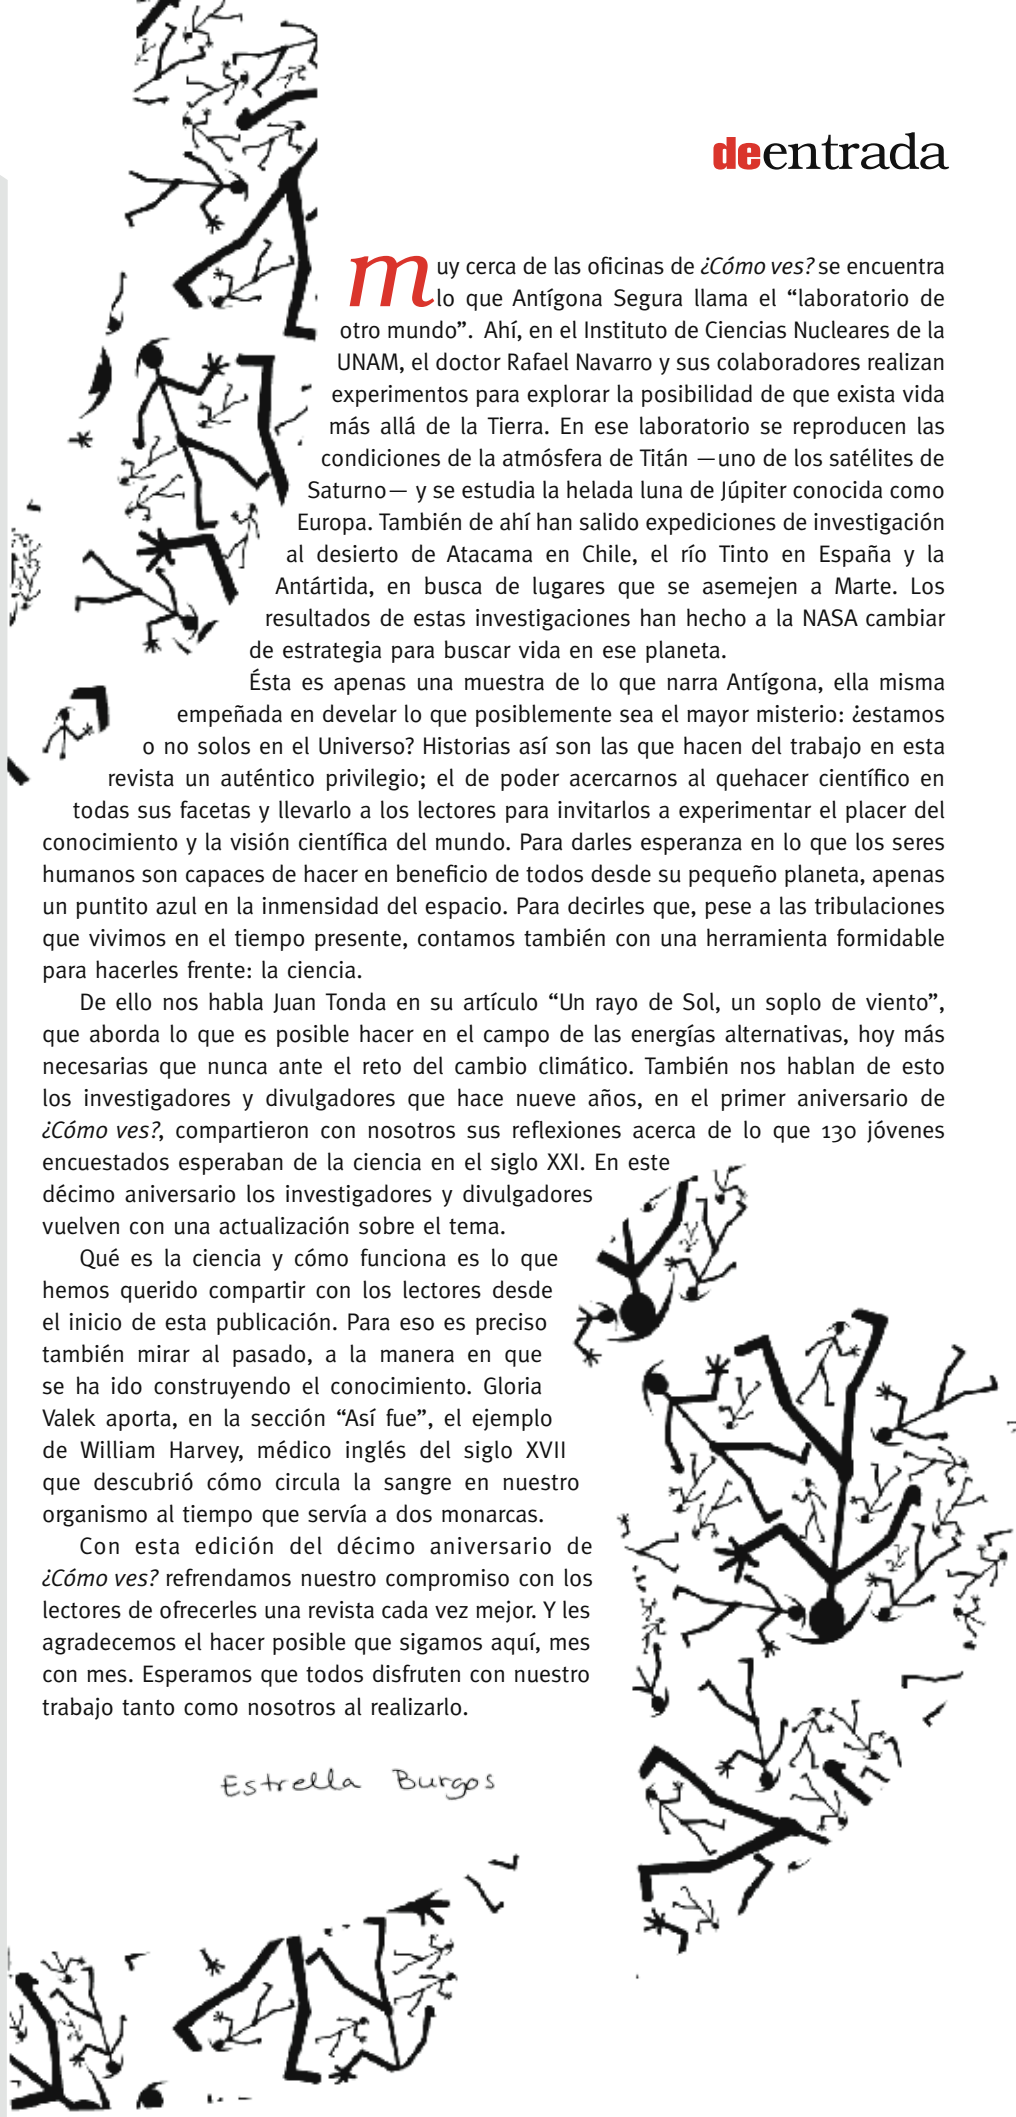 deentrada
muy cerca de las oficinas de ¿Cómo ves? se encuentra
lo que Antígona Segura llama el “laboratorio de
otro mundo”. Ahí, en el Instituto de Ciencias Nucleares de la
UNAM, el doctor Rafael Navarro y sus colaboradores realizan
experimentos para explorar la posibilidad de que exista vida
más allá de la Tierra. En ese laboratorio se reproducen las
condiciones de la atmósfera de Titán —uno de los satélites de
Saturno— y se estudia la helada luna de Júpiter conocida como
Europa. También de ahí han salido expediciones de investigación
al desierto de Atacama en Chile, el río Tinto en España y la
Antártida, en busca de lugares que se asemejen a Marte. Los
resultados de estas investigaciones han hecho a la NASA cambiar
de estrategia para buscar vida en ese planeta.
Ésta es apenas una muestra de lo que narra Antígona, ella misma
empeñada en develar lo que posiblemente sea el mayor misterio: ¿estamos
o no solos en el Universo? Historias así son las que hacen del trabajo en esta
revista un auténtico privilegio; el de poder acercarnos al quehacer científico en
todas sus facetas y llevarlo a los lectores para invitarlos a experimentar el placer del
conocimiento y la visión científica del mundo. Para darles esperanza en lo que los seres
humanos son capaces de hacer en beneficio de todos desde su pequeño planeta, apenas
un puntito azul en la inmensidad del espacio. Para decirles que, pese a las tribulaciones
que vivimos en el tiempo presente, contamos también con una herramienta formidable
para hacerles frente: la ciencia.
De ello nos habla Juan Tonda en su artículo “Un rayo de Sol, un soplo de viento”,
que aborda lo que es posible hacer en el campo de las energías alternativas, hoy más
necesarias que nunca ante el reto del cambio climático. También nos hablan de esto
los investigadores y divulgadores que hace nueve años, en el primer aniversario de
¿Cómo ves?, compartieron con nosotros sus reflexiones acerca de lo que 130 jóvenes
encuestados esperaban de la ciencia en el siglo XXI. En este
décimo aniversario los investigadores y divulgadores
vuelven con una actualización sobre el tema.
Qué es la ciencia y cómo funciona es lo que
hemos querido compartir con los lectores desde
el inicio de esta publicación. Para eso es preciso
también mirar al pasado, a la manera en que
se ha ido construyendo el conocimiento. Gloria
Valek aporta, en la sección “Así fue”, el ejemplo
de William Harvey, médico inglés del siglo XVII
que descubrió cómo circula la sangre en nuestro
organismo al tiempo que servía a dos monarcas.
Con esta edición del décimo aniversario de
¿Cómo ves? refrendamos nuestro compromiso con los
lectores de ofrecerles una revista cada vez mejor. Y les
agradecemos el hacer posible que sigamos aquí, mes
con mes. Esperamos que todos disfruten con nuestro
trabajo tanto como nosotros al realizarlo.
Estrella Burgos